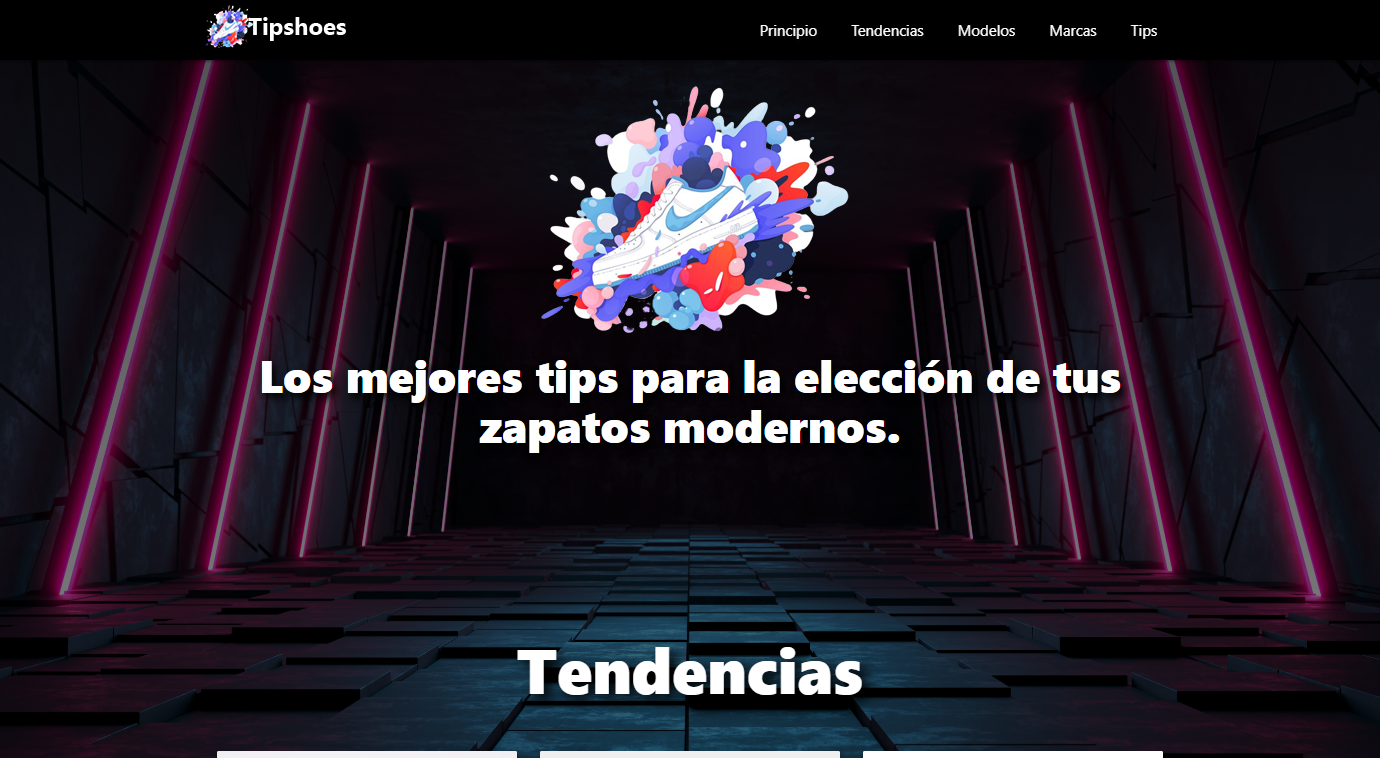 Tipshoes
Principio Tendencias Modelos Marcas Tips
Los mejores tips para la elección de tus
zapatos modernos.
Tendencias